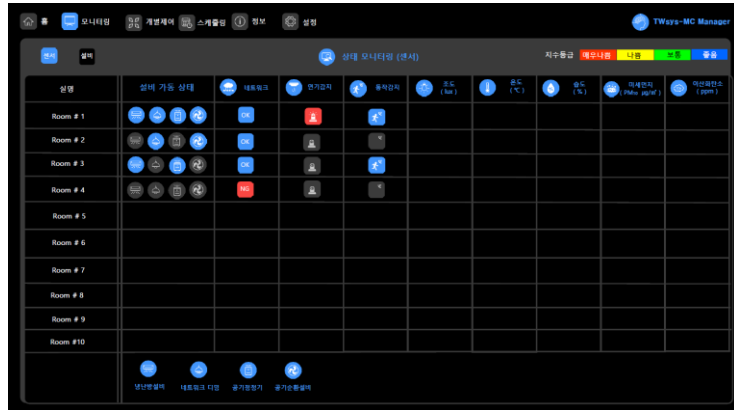 홈 모니터링 개별제어 스케쥴링 정보 설정 TWsys-MC Manager
센서 설비 상태 모니터링 (센서) 지수등급 매우나쁨 나쁨 보통 좋음
실명 설비 가동 상태 네트워크 연기감지 동작감지 조도 ( lux ) 온도 ( ℃ ) 습도 ( % ) 미세먼지 ( PM10 ㎍/㎥ ) 이산화탄소 ( ppm )
Room # 1 OK
Room # 2 OK
Room # 3 OK
Room # 4 NG
Room # 5
Room # 6
Room # 7
Room # 8
Room # 9
Room #10
냉난방설비 네트워크 디밍 공기청정기 공기순환설비